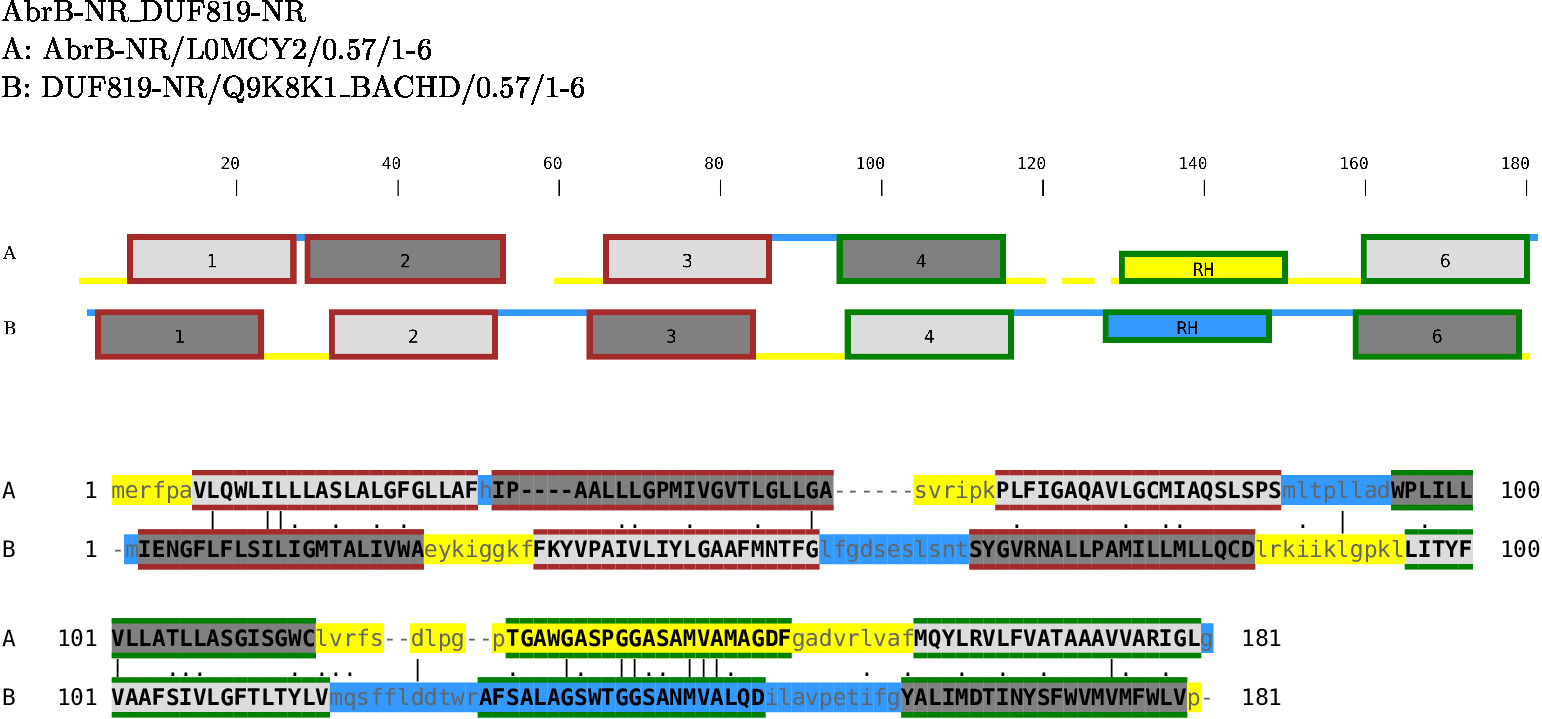 AbrB-NR_DUF819-NR
A: AbrB-NR/L0MCY2/0.57/1-6
B: DUF819-NR/Q9K8K1_BACHD/0.57/1-6
20 40 60 80 100 120 140 160 180
A 1 2 3 4 RH 6
B 1 2 3 4 RH 6
A 1 merfpaVLQWLILLLASLALGFGLLAFhIP----AALLLGPMIVGVTLGLLGA------svripkPLFIGAQAVLGCMIAQSLSPSmltplladWPLILL 100
B 1 -mIENGFLFLSILIGMTALIVWAeykiggkfFKYVPAIVLIYLGAAFMNTFGlfgdseslsntSYGVRNALLPAMILLMLLQCDlrkiiklgpklLITYF 100
A 101 VLLATLLASGISGWClvrfs--dlpg--pTGAWGASPGGASAMVAMAGDFgadvrlvafMQYLRVLFVATAAAVVARIGLg 181
B 101 VAAFSIVLGFTLTYLVmqsfflddtwrAFSALAGSWTGGSANMVALQDilavpetifgYALIMDTINYSFWVMVMFWLVp- 181